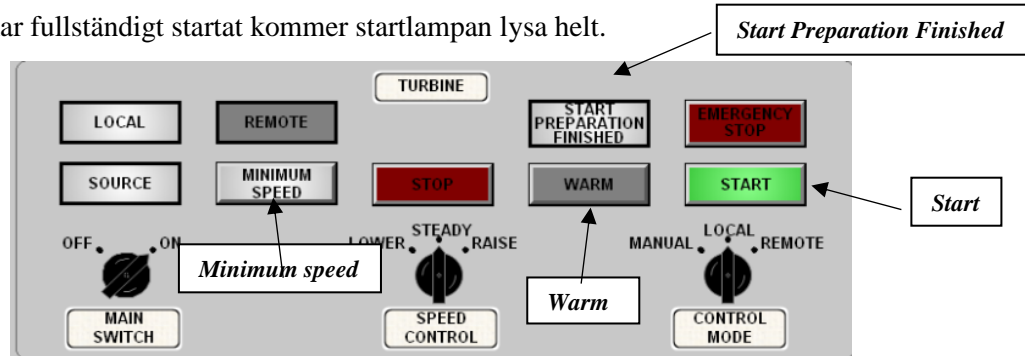 ar fullständigt startat kommer startlampan lysa helt.
Start Preparation Finished
TURBINE
LOCAL
REMOTE
START
PREPARATION
FINISHED
EMERGENCY
STOP
SOURCE
MINIMUM
SPEED
STOP
WARM
START
Start
OFF ON
LOWER STEADY RAISE
MANUAL LOCAL REMOTE
Minimum speed
Warm
MAIN
SWITCH
SPEED
CONTROL
CONTROL
MODE